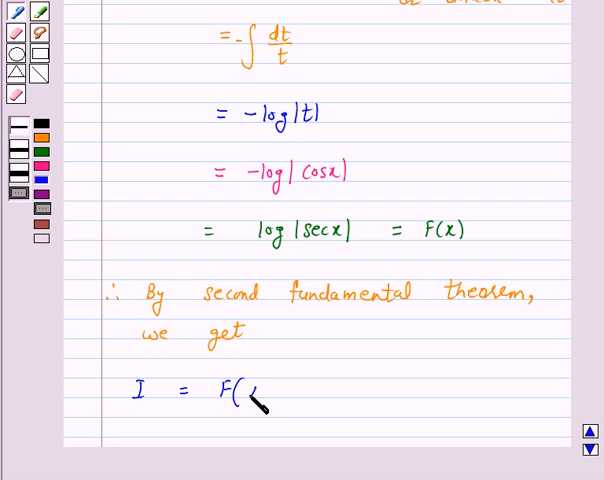 = -∫ dt/t
= -log|t|
= -log|cosx|
= log|secx| = F(x)
∴ By second fundamental theorem,
we get
I = F(